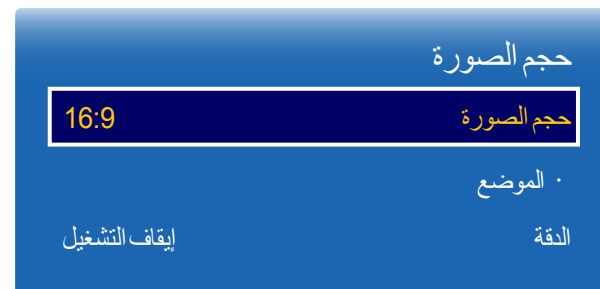 حجم الصورة
حجم الصورة 16:9
· الموضع
الدقة إيقاف التشغيل